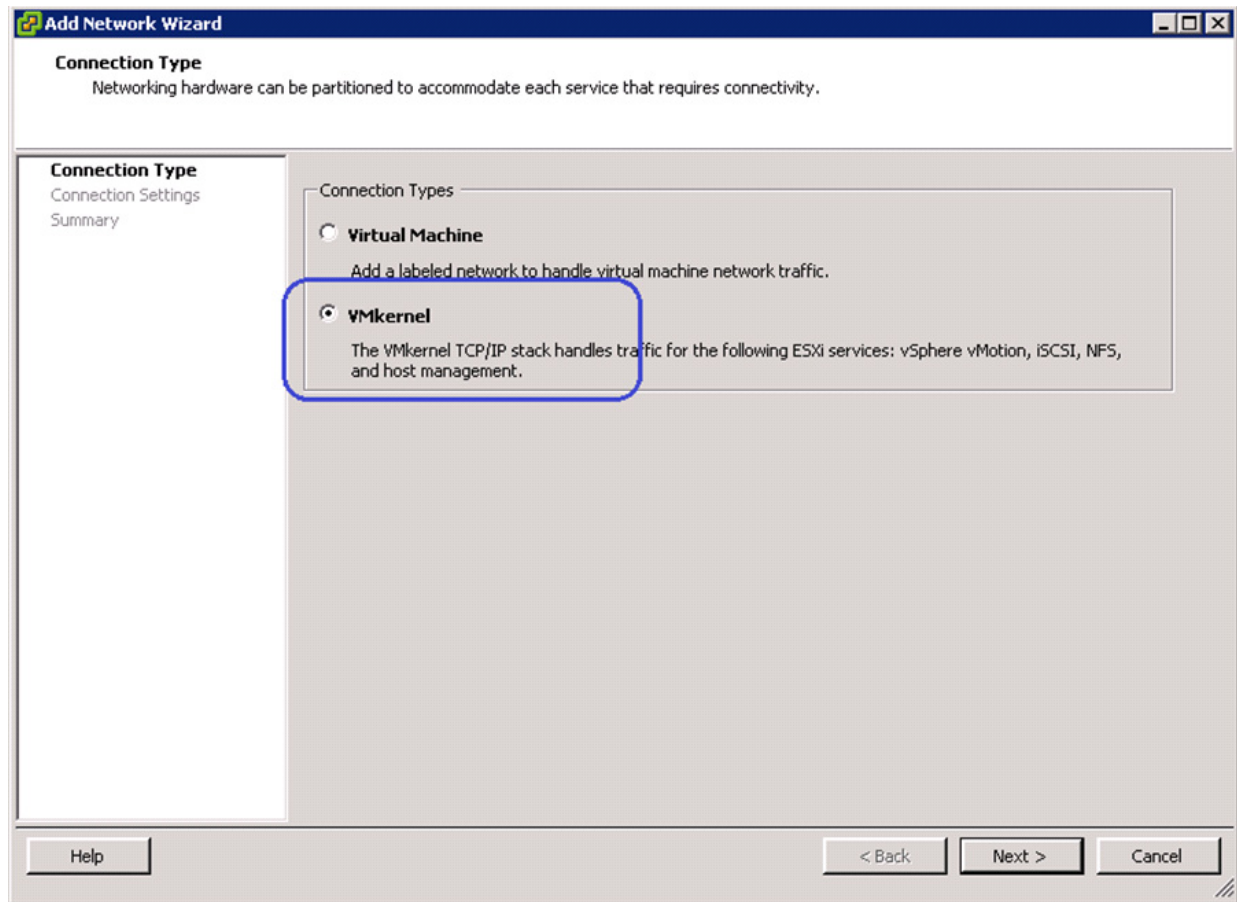 Add Network Wizard
Connection Type
Networking hardware can be partitioned to accommodate each service that requires connectivity.
Connection Type
Connection Settings
Summary
Connection Types
Virtual Machine
Add a labeled network to handle virtual machine network traffic.
VMkernel
The VMkernel TCP/IP stack handles traffic for the following ESXi services: vSphere vMotion, iSCSI, NFS,
and host management.
Help
< Back
Next >
Cancel